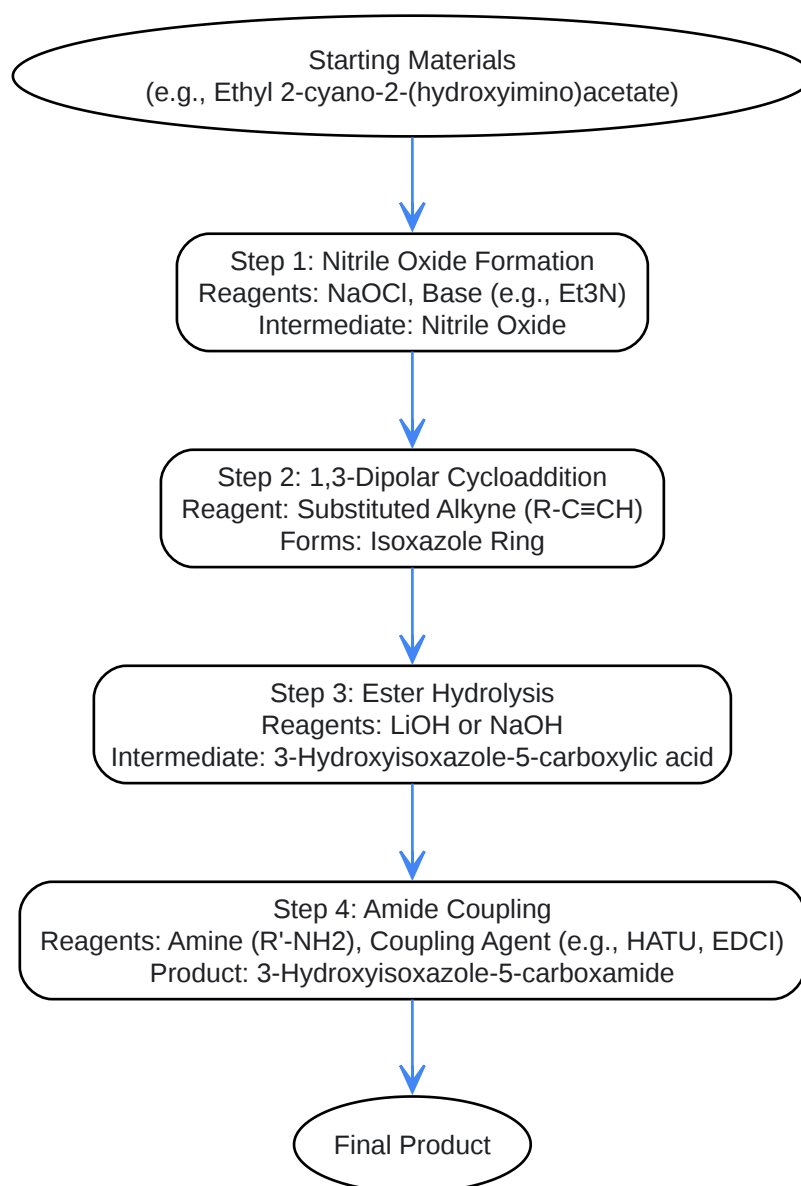 Starting Materials
(e.g., Ethyl 2-cyano-2-(hydroxyimino)acetate)
Step 1: Nitrile Oxide Formation
Reagents: NaOCl, Base (e.g., Et3N)
Intermediate: Nitrile Oxide
Step 2: 1,3-Dipolar Cycloaddition
Reagent: Substituted Alkyne (R-C≡CH)
Forms: Isoxazole Ring
Step 3: Ester Hydrolysis
Reagents: LiOH or NaOH
Intermediate: 3-Hydroxyisoxazole-5-carboxylic acid
Step 4: Amide Coupling
Reagents: Amine (R'-NH2), Coupling Agent (e.g., HATU, EDCI)
Product: 3-Hydroxyisoxazole-5-carboxamide
Final Product